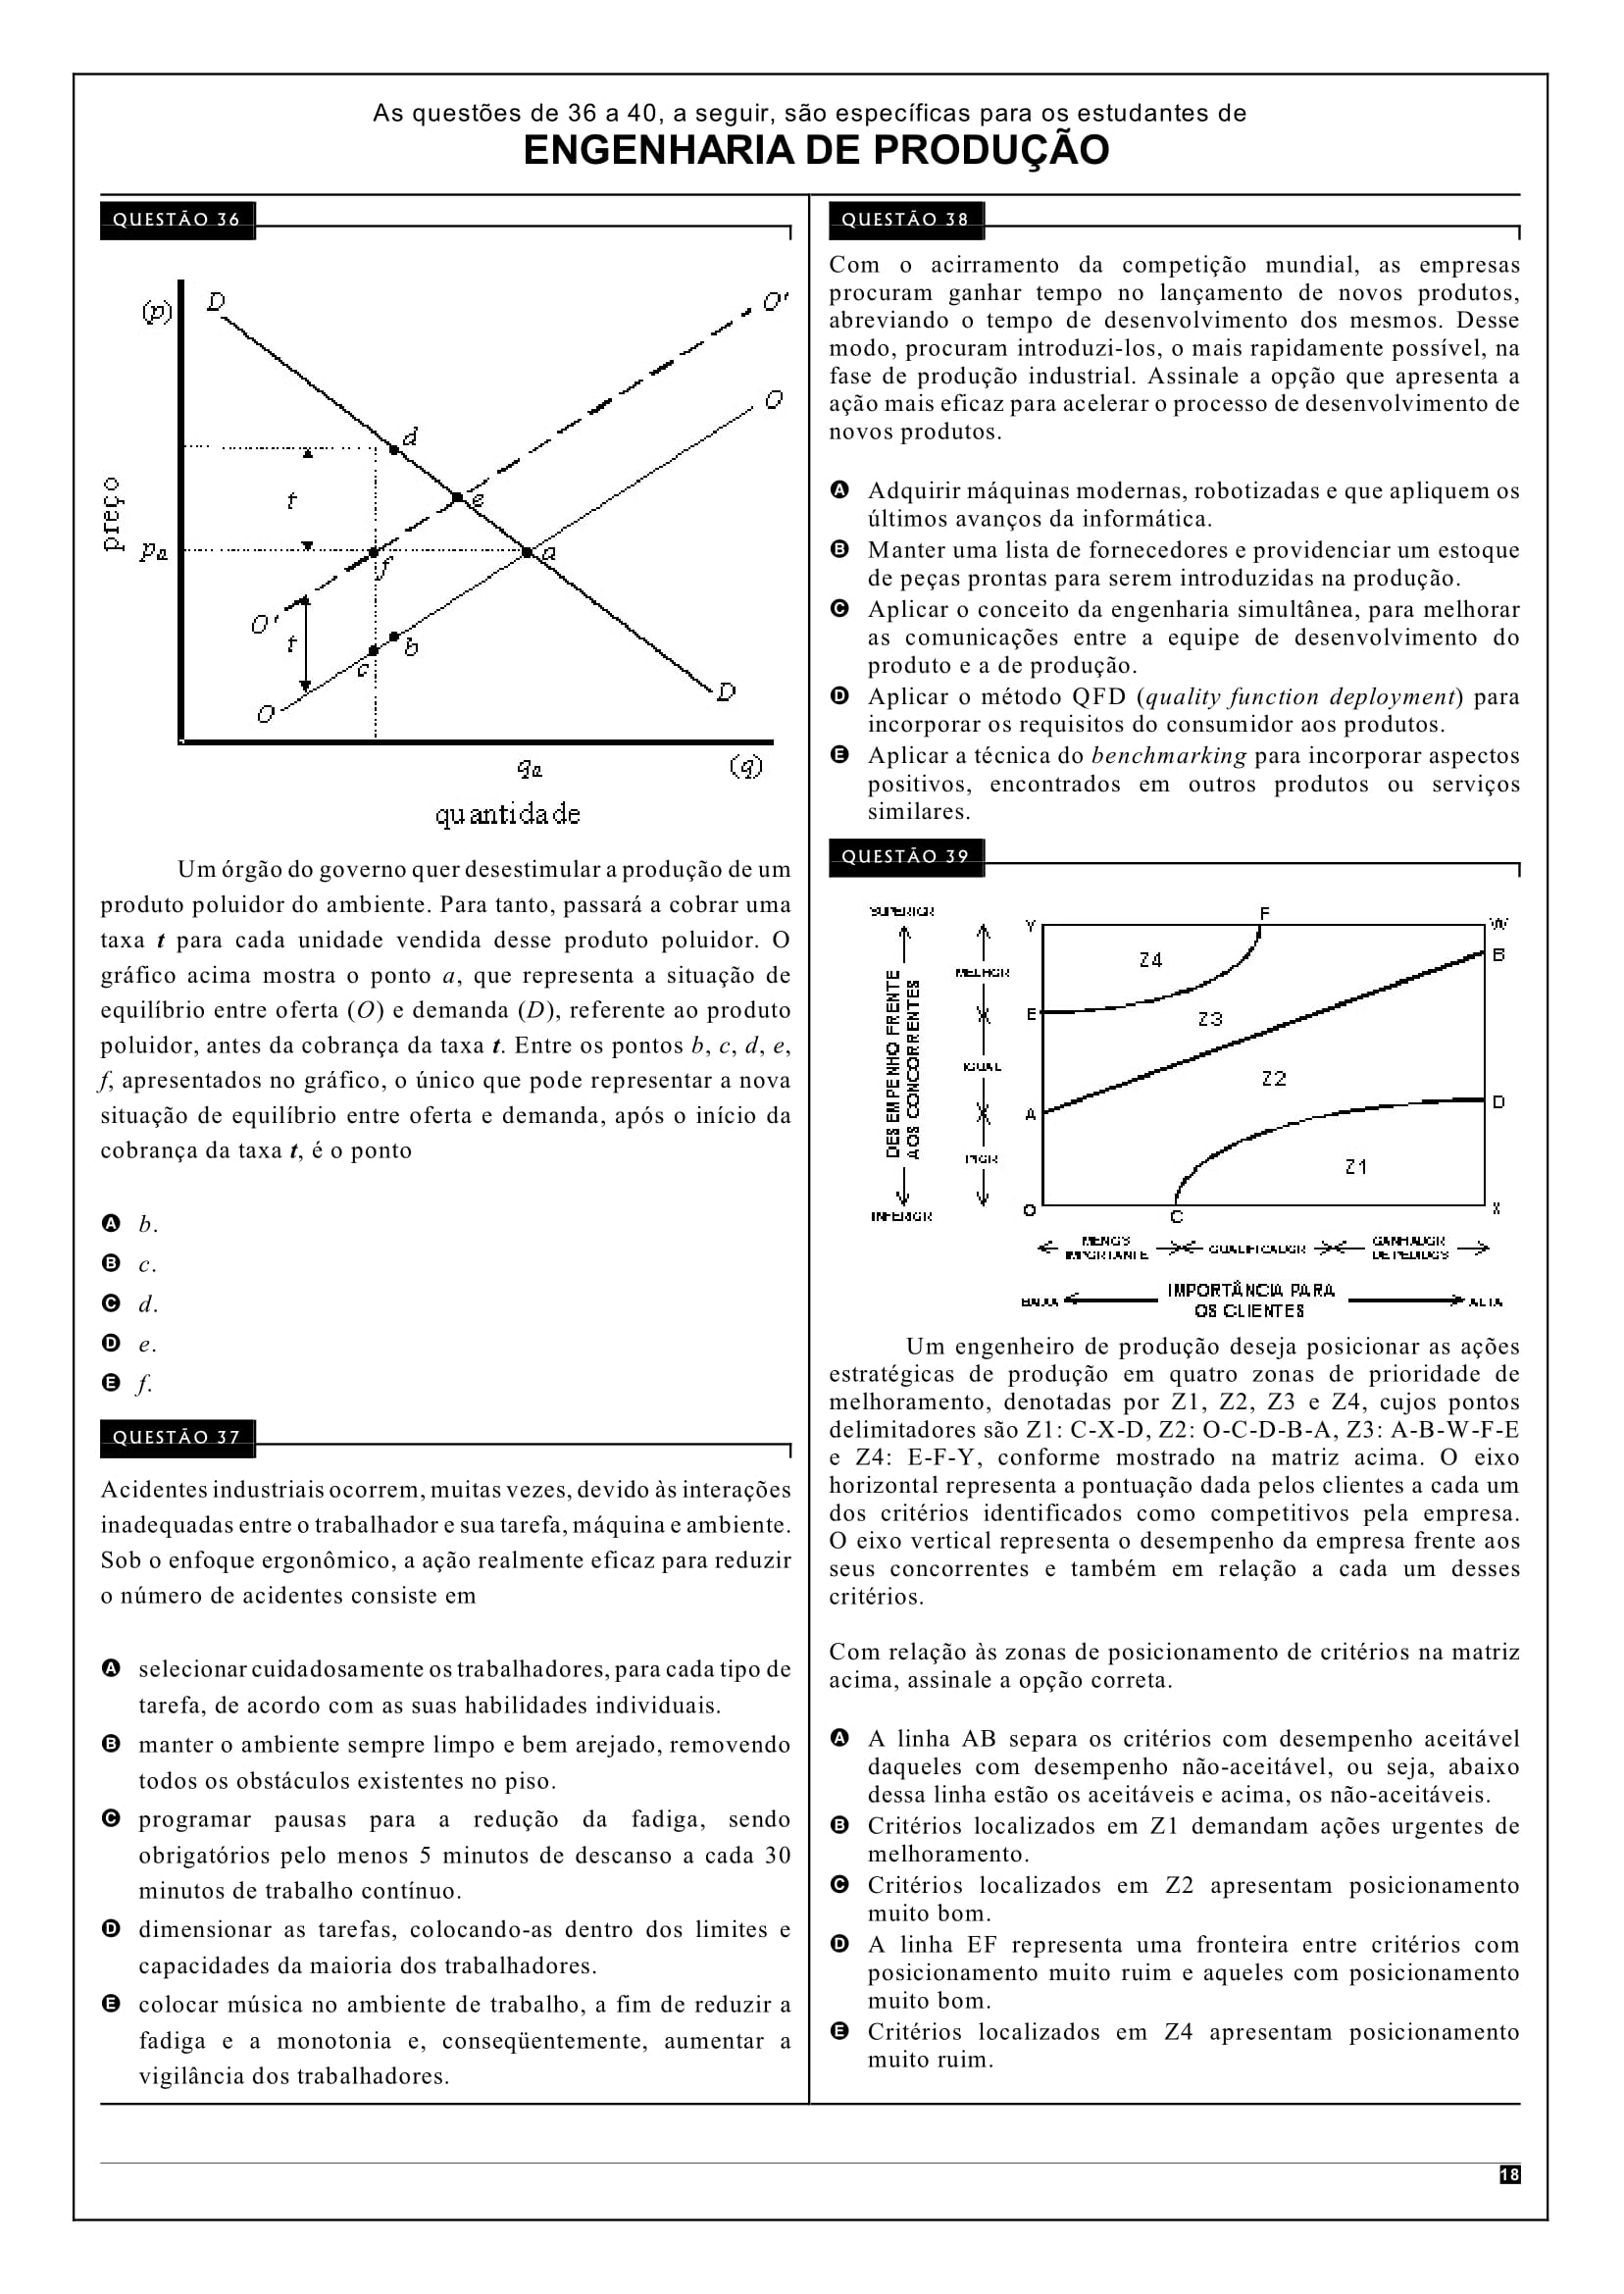 As questões de 36 a 40, a seguir, são específicas para os estudantes de
ENGENHARIA DE PRODUÇÃO
QUESTÃO 36
(p)
D
O'
O
d
t
e
preço
pa
a
f
O'
t
b
c
D
O
qa
(q)
quantidade
Um órgão do governo quer desestimular a produção de um
produto poluidor do ambiente. Para tanto, passará a cobrar uma
taxa t para cada unidade vendida desse produto poluidor. O
gráfico acima mostra o ponto a, que representa a situação de
equilíbrio entre oferta (O) e demanda (D), referente ao produto
poluidor, antes da cobrança da taxa t. Entre os pontos b, c, d, e,
f, apresentados no gráfico, o único que pode representar a nova
situação de equilíbrio entre oferta e demanda, após o início da
cobrança da taxa t, é o ponto
A b.
B c.
C d.
D e.
E f.
QUESTÃO 37
Acidentes industriais ocorrem, muitas vezes, devido às interações
inadequadas entre o trabalhador e sua tarefa, máquina e ambiente.
Sob o enfoque ergonômico, a ação realmente eficaz para reduzir
o número de acidentes consiste em
A selecionar cuidadosamente os trabalhadores, para cada tipo de
tarefa, de acordo com as suas habilidades individuais.
B manter o ambiente sempre limpo e bem arejado, removendo
todos os obstáculos existentes no piso.
C programar pausas para a redução da fadiga, sendo
obrigatórios pelo menos 5 minutos de descanso a cada 30
minutos de trabalho contínuo.
D dimensionar as tarefas, colocando-as dentro dos limites e
capacidades da maioria dos trabalhadores.
E colocar música no ambiente de trabalho, a fim de reduzir a
fadiga e a monotonia e, conseqüentemente, aumentar a
vigilância dos trabalhadores.
QUESTÃO 38
Com o acirramento da competição mundial, as empresas
procuram ganhar tempo no lançamento de novos produtos,
abreviando o tempo de desenvolvimento dos mesmos. Desse
modo, procuram introduzi-los, o mais rapidamente possível, na
fase de produção industrial. Assinale a opção que apresenta a
ação mais eficaz para acelerar o processo de desenvolvimento de
novos produtos.
A Adquirir máquinas modernas, robotizadas e que apliquem os
últimos avanços da informática.
B Manter uma lista de fornecedores e providenciar um estoque
de peças prontas para serem introduzidas na produção.
C Aplicar o conceito da engenharia simultânea, para melhorar
as comunicações entre a equipe de desenvolvimento do
produto e a de produção.
D Aplicar o método QFD (quality function deployment) para
incorporar os requisitos do consumidor aos produtos.
E Aplicar a técnica do benchmarking para incorporar aspectos
positivos, encontrados em outros produtos ou serviços
similares.
QUESTÃO 39
SUPERIOR
DESEMPENHO FRENTE
AOS CONCORRENTES
INFERIOR
MELHOR
IGUAL
PIOR
Y
F
W
B
Z4
E
Z3
Z2
A
D
Z1
O
C
X
MENOS
IMPORTANTE
QUALIFICADOR
GANHADOR
DE PEDIDOS
BAIXA
IMPORTÂNCIA PARA
OS CLIENTES
ALTA
Um engenheiro de produção deseja posicionar as ações
estratégicas de produção em quatro zonas de prioridade de
melhoramento, denotadas por Z1, Z2, Z3 e Z4, cujos pontos
delimitadores são Z1: C-X-D, Z2: O-C-D-B-A, Z3: A-B-W-F-E
e Z4: E-F-Y, conforme mostrado na matriz acima. O eixo
horizontal representa a pontuação dada pelos clientes a cada um
dos critérios identificados como competitivos pela empresa.
O eixo vertical representa o desempenho da empresa frente aos
seus concorrentes e também em relação a cada um desses
critérios.
Com relação às zonas de posicionamento de critérios na matriz
acima, assinale a opção correta.
A A linha AB separa os critérios com desempenho aceitável
daqueles com desempenho não-aceitável, ou seja, abaixo
dessa linha estão os aceitáveis e acima, os não-aceitáveis.
B Critérios localizados em Z1 demandam ações urgentes de
melhoramento.
C Critérios localizados em Z2 apresentam posicionamento
muito bom.
D A linha EF representa uma fronteira entre critérios com
posicionamento muito ruim e aqueles com posicionamento
muito bom.
E Critérios localizados em Z4 apresentam posicionamento
muito ruim.
18